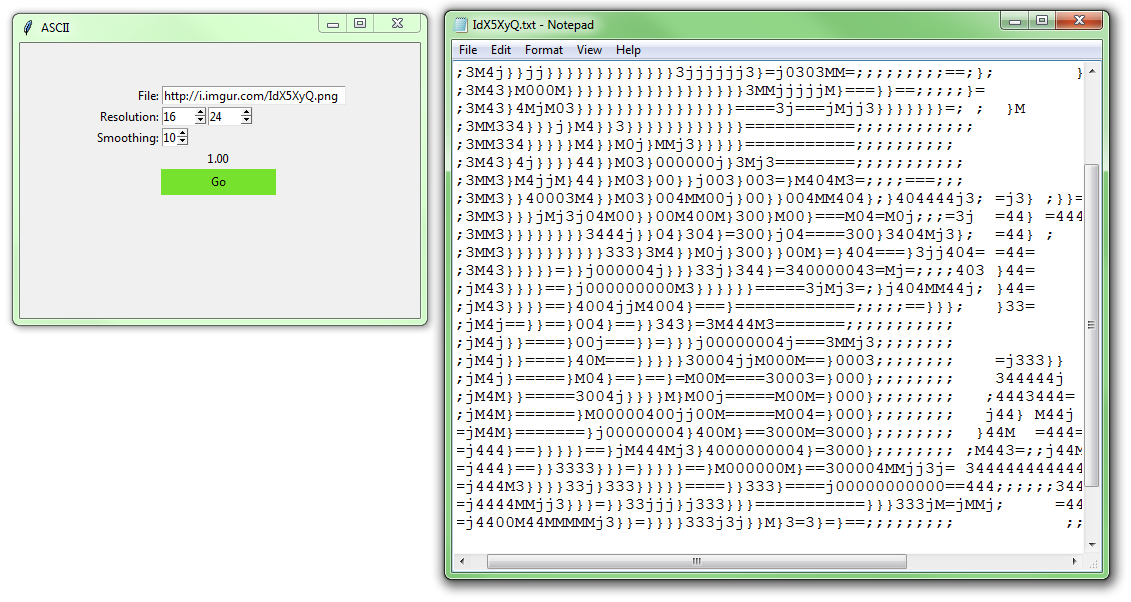 ASCII
File: http://i.imgur.com/IdX5XyQ.png
Resolution: 16 24
Smoothing: 10
1.00
Go
IdX5XyQ.txt - Notepad
File Edit Format View Help
;3M4j}}jj}}}}}}}}}}}}3jjjjjj3}=j0303MM=;;;;;;;;;==;};         }
;3M43}M000M}}}}}}}}}}}}}}}}}}}}3MMjjjjjM}===}}==;;;;;}=
;3M43}4MjM03}}}}}}}}}}}}}}}}}}}}}}====3j===jMjj3}}}}}}}=; ;  }M
;3MM334}}}j}M4}}3}}}}}}}}}}}}}===========;;;;;;;;;;;;
;3MM334}}}}}M4}}M0j}MMj3}}}}}===========;;;;;;;;;;
;3M43}4j}}}}44}}M03}000000j}3Mj3========;;;;;;;;;;;
;3MM3}M4jjM}44}}M03}00}}j003}003=}M404M3=;;;;===;;;
;3MM3}}40003M4}}M03}004MM00j}00}}004MM404};}404444j3; =j3} ;}}=
;3MM3}}}jMj3j04M00}}00M400M}300}M00}===M04=M0j;;;=3j  =44} =444
;3MM3}}}}}}}}3444j}}04}304}=300}j04====300}3404Mj3};  =44} ;
;3MM3}}}}}}}}}}333}3M4}}M0j}300}}00M}=}404===}3jj404= =44=
;3M43}}}}}=}}j000004j}}}33j}344}=340000043=Mj=;;;;403 }44=
;jM43}}}}==}j000000000M3}}}}}}=====3jMj3=;}j404MM44j; }44=
;jM43}}}}==}4004jjM4004}===}============;;;;;==}}};   }33=
;jM4j==}}==}004}==}}343}=3M444M3=======;;;;;;;;;;;
;jM4j}}====}00j===}}=}}}j00000004j===3MMj3;;;;;;;;
;jM4j}}====}40M===}}}}}30004jjM000M==}0003;;;;;;;;    =j333}}
;jM4j}=====}M04}==}==}=M00M====30003=}000};;;;;;;;    344444j
;jM4M}}=====3004j}}}}M}M00j=====M00M=}000};;;;;;;;   ;4443444=
;jM4M}======}M00000400jj00M=====M004=}000};;;;;;;;   j44} M44j
=jM4M}=======}j00000004}400M}==3000M=3000};;;;;;;;  }44M  =444=
=j444}==}}}}}==}jM444Mj3}4000000004}=3000;;;;;;;;; ;M443=;;j44M
=j444}==}}3333}}}=}}}}}==}M000000M}==300004MMjj3j= 3444444444444
=j444M3}}}}33j}333}}}}}====}}333}====j00000000000==444;;;;;;344
=j4444MMjj3}}}=}}33jjj}j333}}}===========}}}333jM=jMMj;      =44
=j4400M44MMMMMj3}}=}}}}333j3j}}M}3=3}=}==;;;;;;;;;             ;;